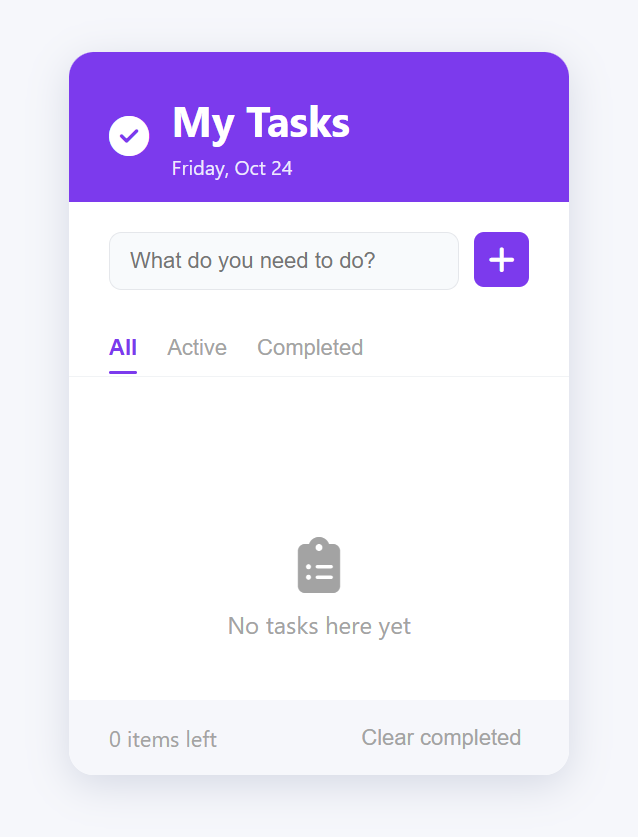 My Tasks
Friday, Oct 24
What do you need to do?
All Active Completed
No tasks here yet
0 items left Clear completed